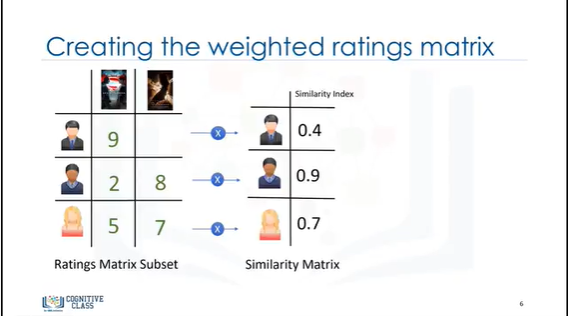 Creating the weighted ratings matrix
Similarity Index
9
X
0.4
2 8
X
0.9
5 7
X
0.7
Ratings Matrix Subset
Similarity Matrix
COGNITIVE
CLASS
6